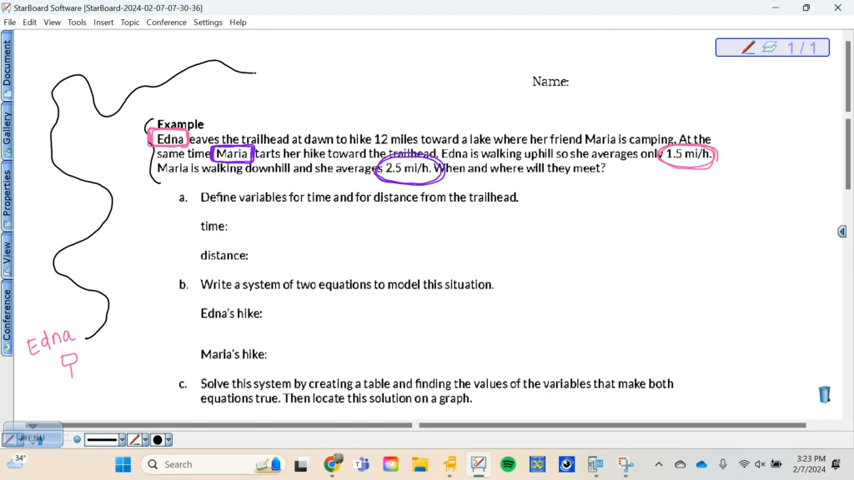 StarBoard Software [StarBoard-2024-02-07-07-30-36]
File Edit View Tools Insert Topic Conference Settings Help
1 / 1
Document
Gallery
Properties
View
Conference
Name:
Example
Edna leaves the trailhead at dawn to hike 12 miles toward a lake where her friend Maria is camping. At the
same time Maria starts her hike toward the trailhead. Edna is walking uphill so she averages only 1.5 mi/h.
Maria is walking downhill and she averages 2.5 mi/h. When and where will they meet?
a. Define variables for time and for distance from the trailhead.
time:
distance:
b. Write a system of two equations to model this situation.
Edna's hike:
Edna
Maria's hike:
c. Solve this system by creating a table and finding the values of the variables that make both
equations true. Then locate this solution on a graph.
MENU
34°
Search
3:23 PM
2/7/2024